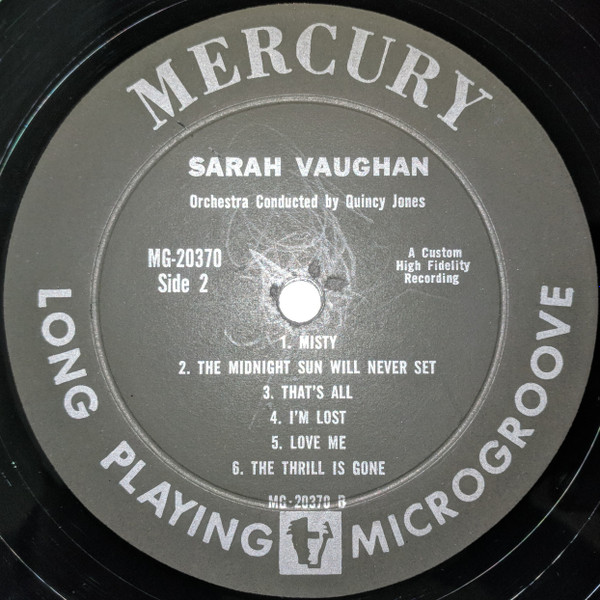 MERCURY
SARAH VAUGHAN
Orchestra Conducted by Quincy Jones
MG-20370
Side 2
A Custom
High Fidelity
Recording
1. MISTY
2. THE MIDNIGHT SUN WILL NEVER SET
3. THAT'S ALL
4. I'M LOST
5. LOVE ME
6. THE THRILL IS GONE
MG-20370 B
LONG PLAYING MICROGROOVE